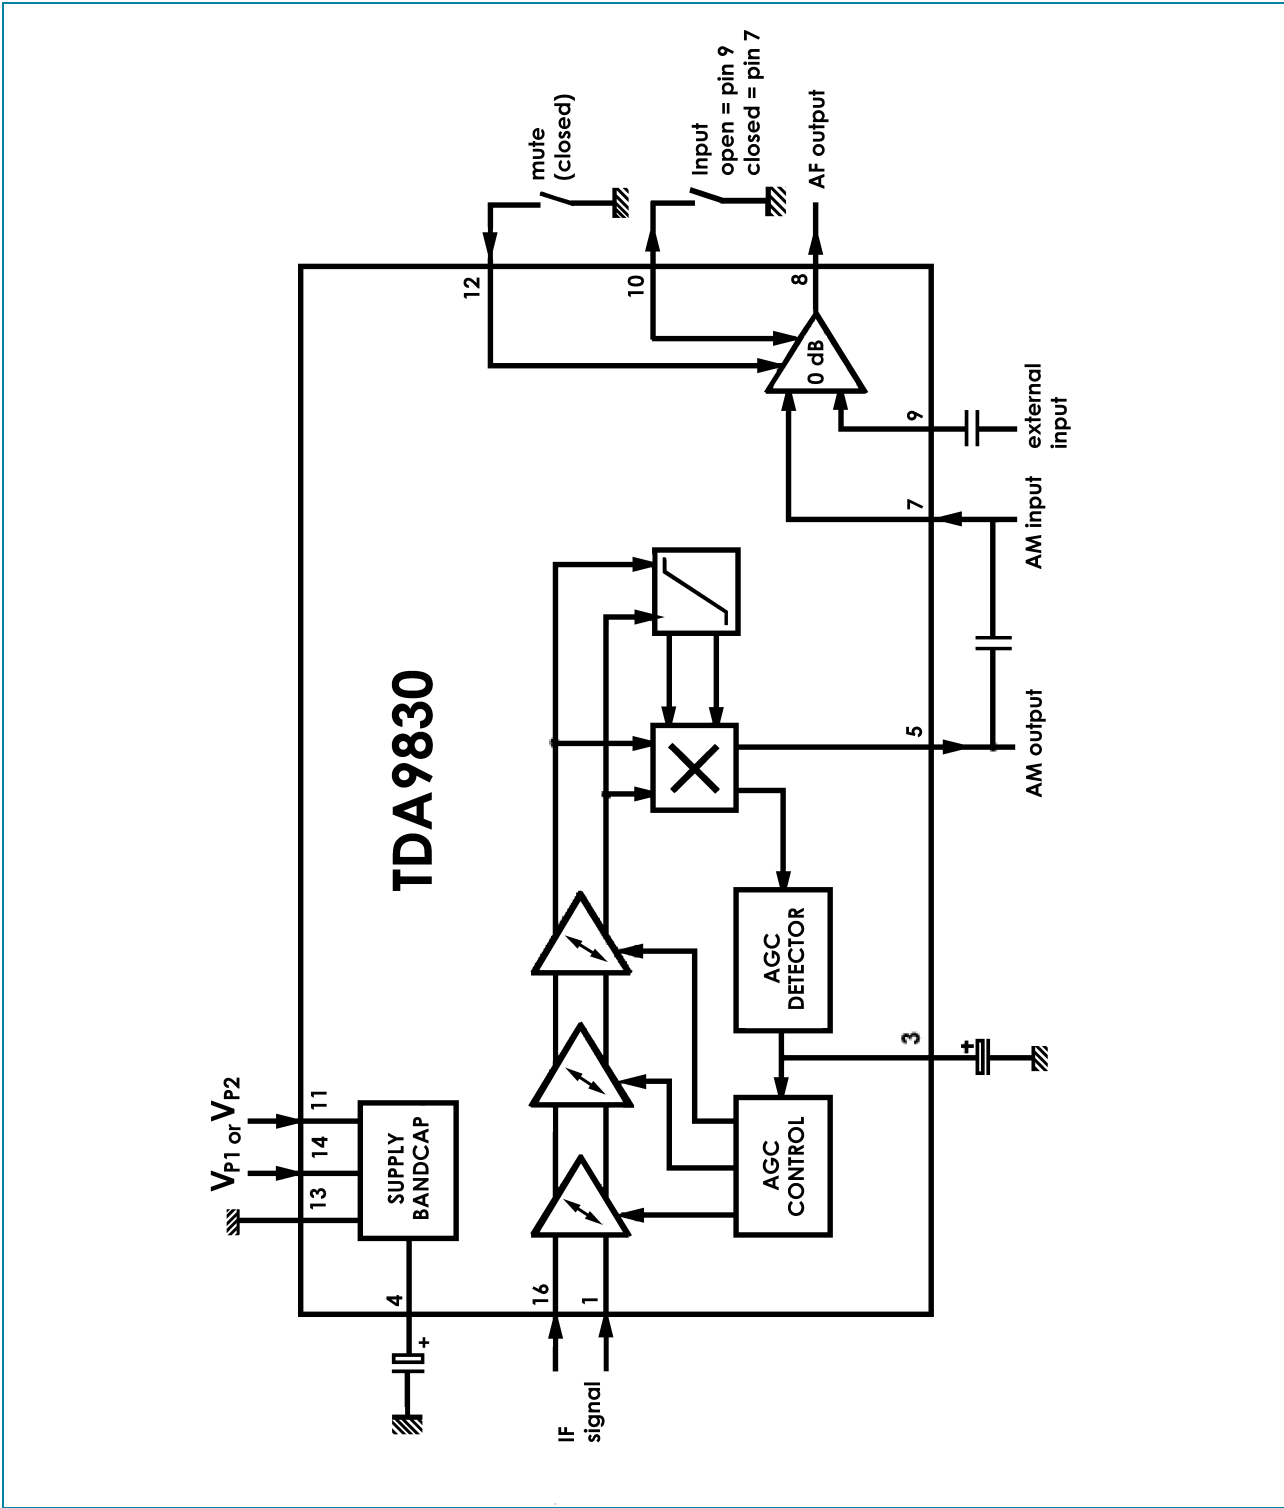 TDA9830
mute
(closed)
Input
open = pin 9
closed = pin 7
AF output
12
10
8
0 dB
9
external
input
7
AM input
5
AM output
VP1 or VP2
11
14
13
SUPPLY
BANDCAP
4
+
AGC
DETECTOR
3
+
AGC
CONTROL
16
1
IF
signal